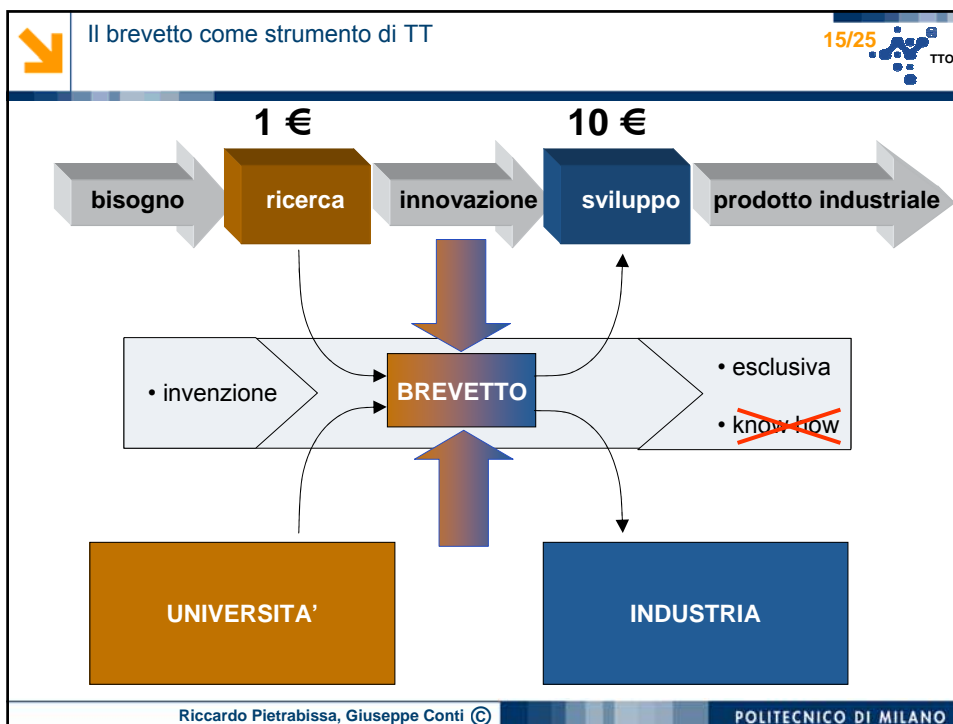 Il brevetto come strumento di TT
15/25
TTO
1 €
10 €
bisogno
ricerca
innovazione
sviluppo
prodotto industriale
• invenzione
BREVETTO
• esclusiva
• know how
UNIVERSITA’
INDUSTRIA
Riccardo Pietrabissa, Giuseppe Conti ©
POLITECNICO DI MILANO